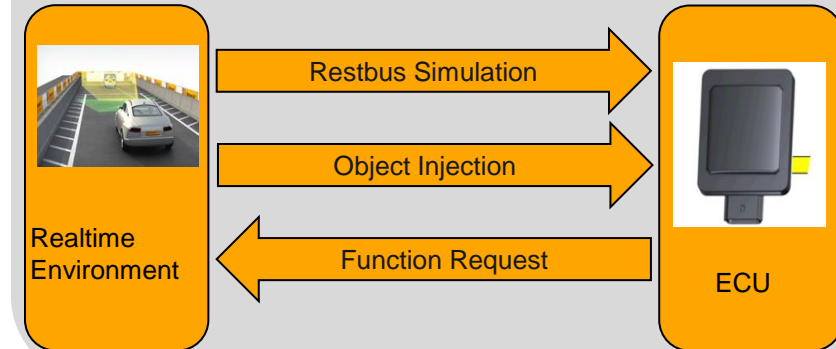 Restbus Simulation
Object Injection
Function Request
Realtime
Environment
ECU